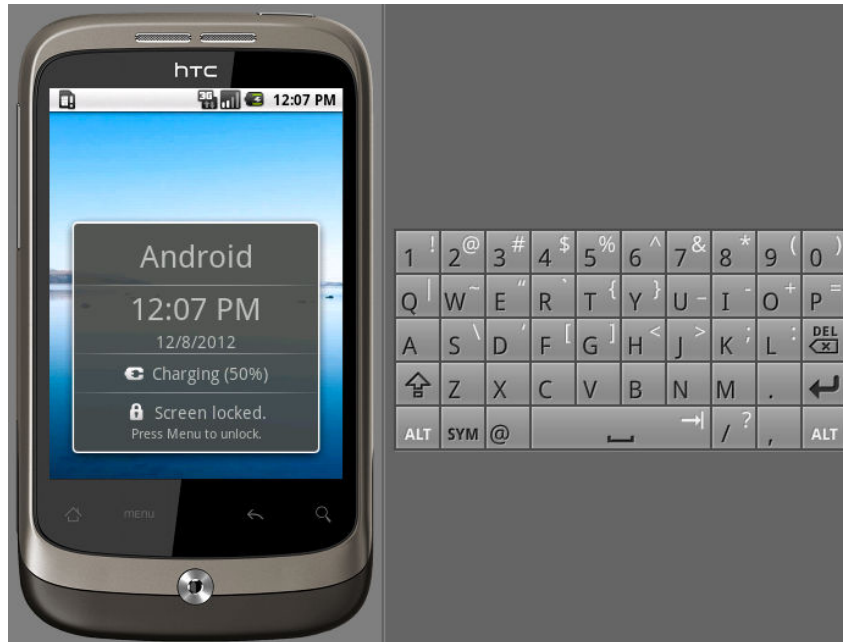 hTC
3G
12:07 PM
Android
12:07 PM
12/8/2012
Charging (50%)
Screen locked.
Press Menu to unlock.
menu
1 ! 2 @ 3 # 4 $ 5 % 6 ^ 7 & 8 * 9 ( 0 )
Q | W ~ E " R ` T { Y } U _ I - O + P =
A S \ D ' F [ G ] H < J > K ; L : DEL
Z X C V B N M .
ALT SYM @ / ? , ALT